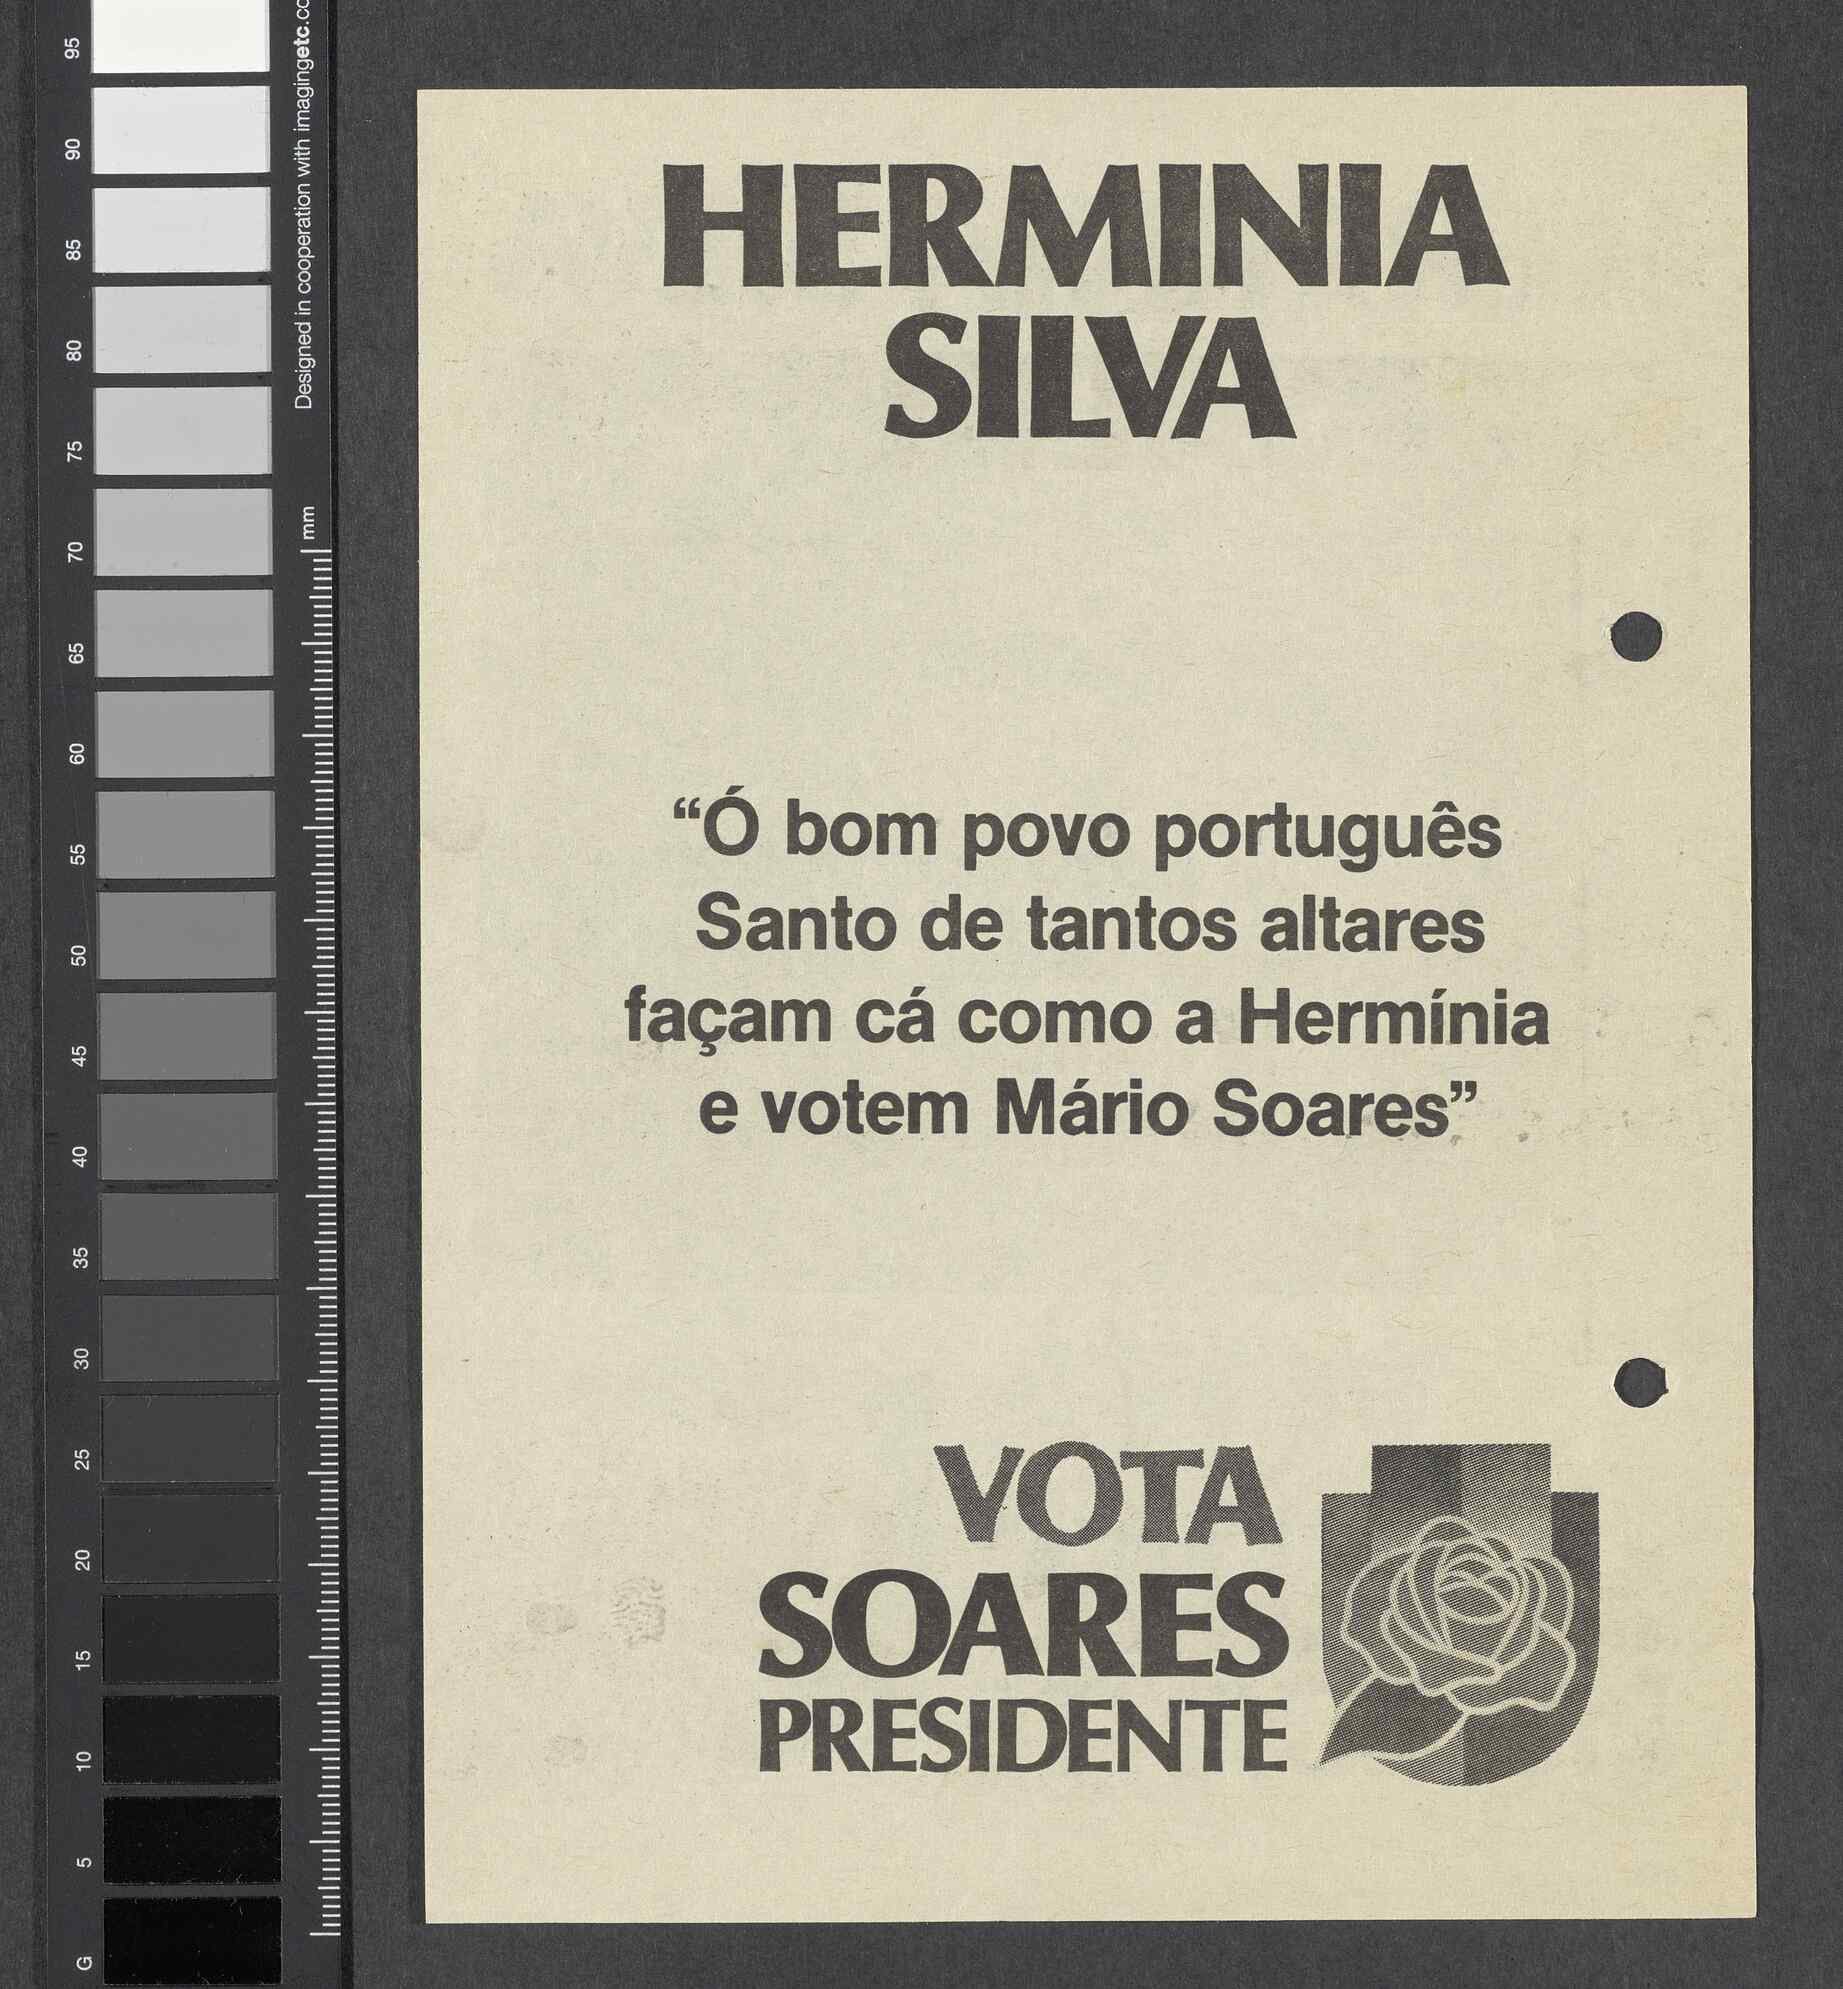 HERMINIA
SILVA
“Ó bom povo português
Santo de tantos altares
façam cá como a Hermínia
e votem Mário Soares”
VOTA
SOARES
PRESIDENTE
Designed in cooperation with imagingetc.co
mm
95
90
85
80
75
70
65
60
55
50
45
40
35
30
25
20
15
10
5
G